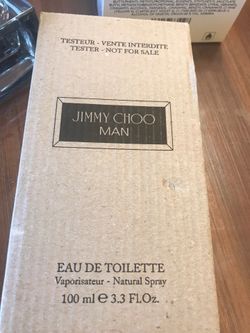 TESTEUR - VENTE INTERDITE
TESTER - NOT FOR SALE
JIMMY CHOO
MAN
EAU DE TOILETTE
Vaporisateur - Natural Spray
100 ml e 3.3 Fl.Oz.